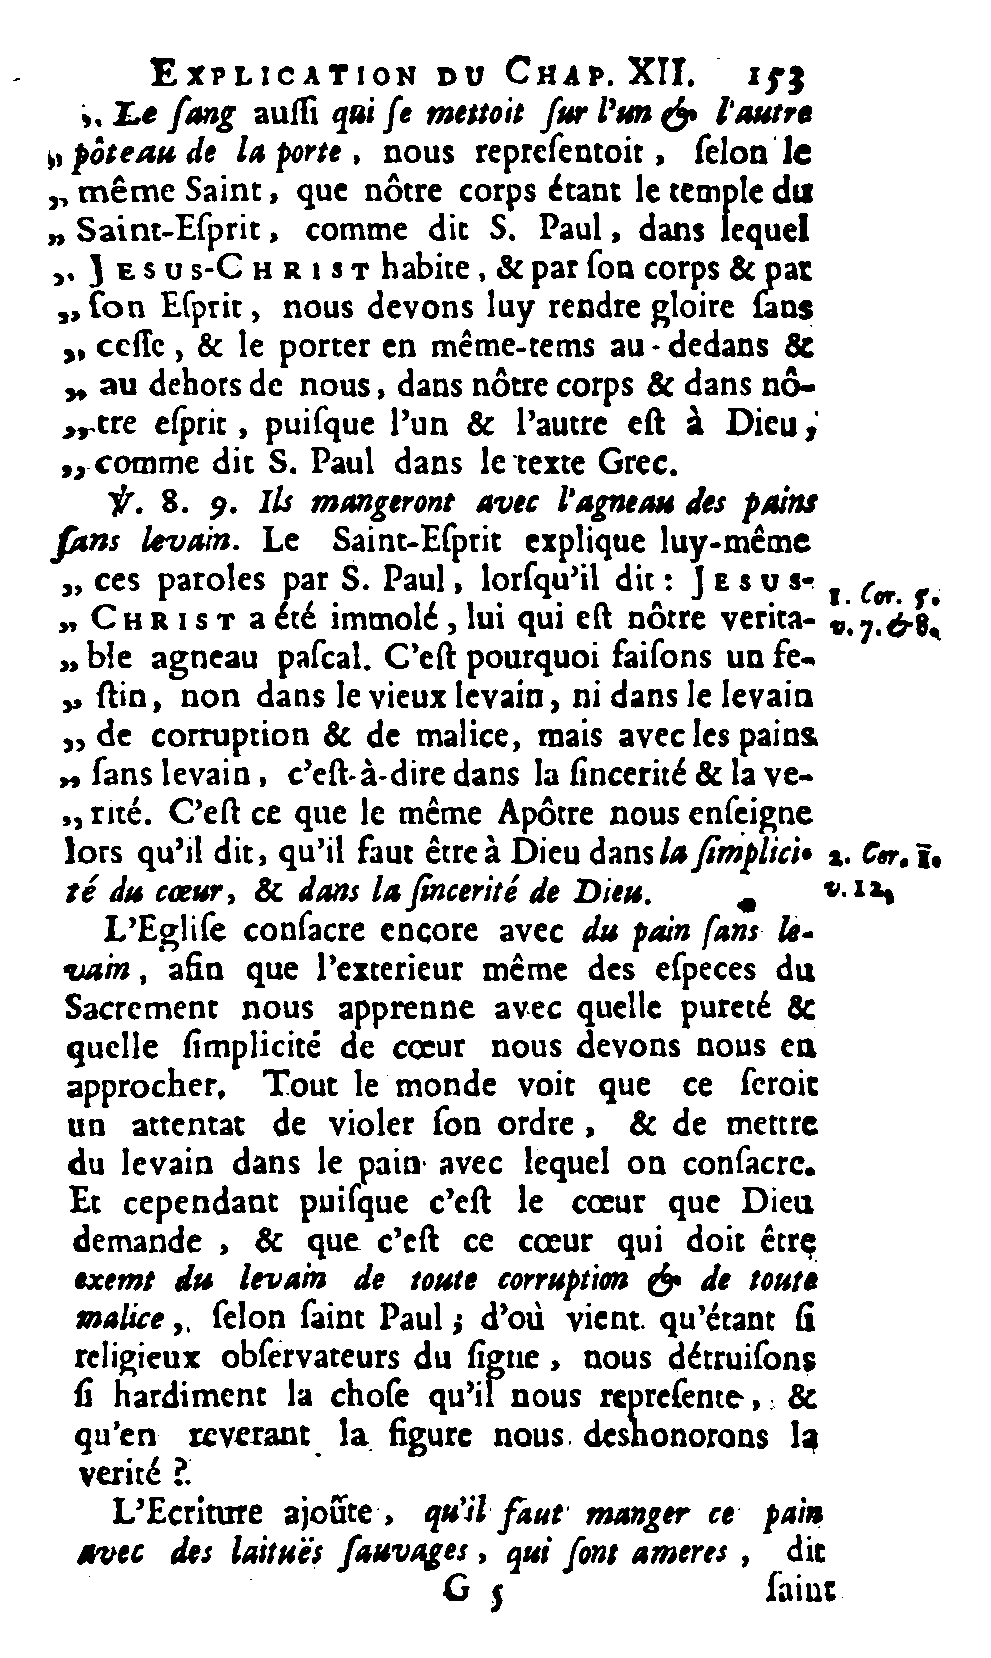 EXPLICATION DU CHAP. XII. 153
„ Le ſang auſſi qui ſe mettoit ſur l'un & l'autre
„ pôteau de la porte, nous repreſentoit, ſelon le
„ même Saint, que nôtre corps étant le temple du
„ Saint-Eſprit, comme dit S. Paul, dans lequel
„ JESUS-CHRIST habite, & par ſon corps & par
„ ſon Eſprit, nous devons luy rendre gloire ſans
„ ceſſe, & le porter en même-tems au-dedans &
„ au dehors de nous, dans nôtre corps & dans nô-
„ tre eſprit, puiſque l'un & l'autre eſt à Dieu,
„ comme dit S. Paul dans le texte Grec.
℣. 8. 9. Ils mangeront avec l'agneau des pains
ſans levain. Le Saint-Eſprit explique luy-même
„ ces paroles par S. Paul, lorſqu'il dit: JESUS-
„ CHRIST a été immolé, lui qui eſt nôtre verita-
„ ble agneau paſcal. C'eſt pourquoi faiſons un fe-
„ ſtin, non dans le vieux levain, ni dans le levain
„ de corruption & de malice, mais avec les pains
„ ſans levain, c'eſt-à-dire dans la ſincerité & la ve-
„ rité. C'eſt ce que le même Apôtre nous enſeigne
lors qu'il dit, qu'il faut être à Dieu dans la ſimplici-
té du cœur, & dans la ſincerité de Dieu.
L'Egliſe conſacre encore avec du pain ſans le-
vain, afin que l'exterieur même des eſpeces du
Sacrement nous apprenne avec quelle pureté &
quelle ſimplicité de cœur nous devons nous en
approcher. Tout le monde voit que ce ſeroit
un attentat de violer ſon ordre, & de mettre
du levain dans le pain avec lequel on conſacre.
Et cependant puiſque c'eſt le cœur que Dieu
demande, & que c'eſt ce cœur qui doit être
exemt du levain de toute corruption & de toute
malice, ſelon ſaint Paul; d'où vient qu'étant ſi
religieux obſervateurs du ſigne, nous détruiſons
ſi hardiment la choſe qu'il nous repreſente, &
qu'en reverant la figure nous deshonorons la
verité?
L'Ecriture ajoûte, qu'il faut manger ce pain
avec des laituës ſauvages, qui ſont ameres, dit
G 5 ſaint
1. Cor. 5.
v. 7. & 8.
2. Cor. 1.
v. 12.